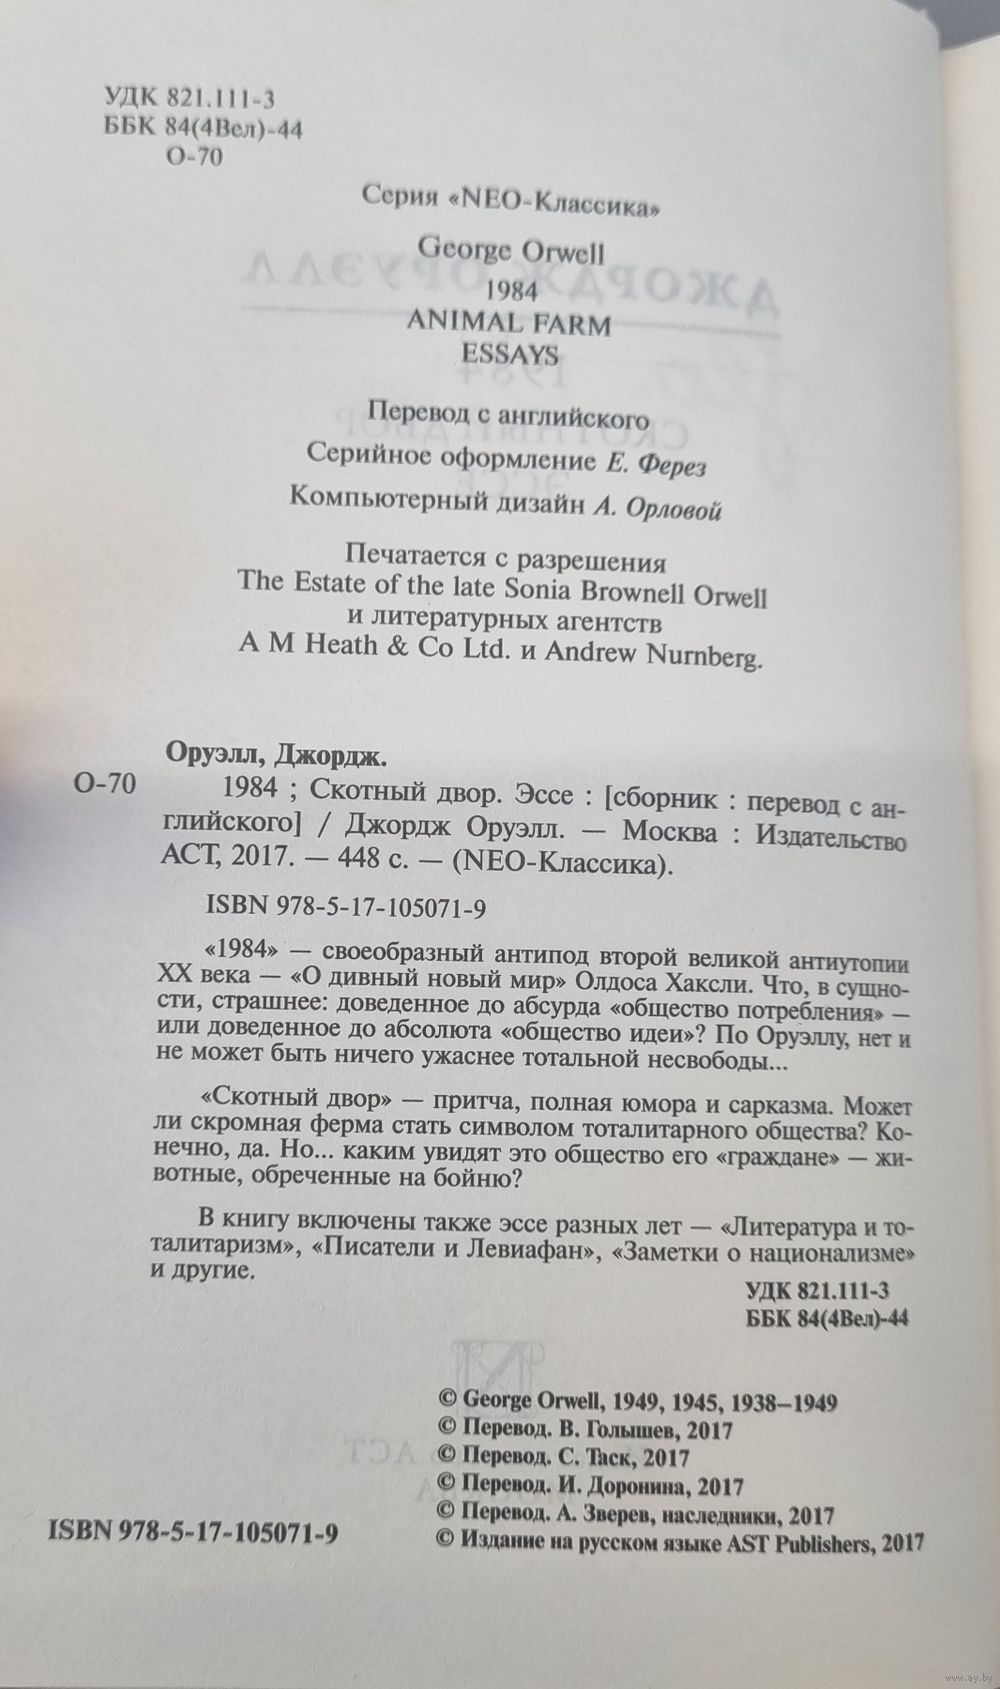 УДК 821.111-3
ББК 84(4Вел)-44
О-70
Серия «NEO-Классика»
George Orwell
1984
ANIMAL FARM
ESSAYS
Перевод с английского
Серийное оформление Е. Ферез
Компьютерный дизайн А. Орловой
Печатается с разрешения
The Estate of the late Sonia Brownell Orwell
и литературных агентств
A M Heath & Co Ltd. и Andrew Nurnberg.
Оруэлл, Джордж.
О-70 1984 ; Скотный двор. Эссе : [сборник : перевод с ан-
глийского] / Джордж Оруэлл. — Москва : Издательство
АСТ, 2017. — 448 с. — (NEO-Классика).
ISBN 978-5-17-105071-9
«1984» — своеобразный антипод второй великой антиутопии
XX века — «О дивный новый мир» Олдоса Хаксли. Что, в сущно-
сти, страшнее: доведенное до абсурда «общество потребления» —
или доведенное до абсолюта «общество идеи»? По Оруэллу, нет и
не может быть ничего ужаснее тотальной несвободы...
«Скотный двор» — притча, полная юмора и сарказма. Может
ли скромная ферма стать символом тоталитарного общества? Ко-
нечно, да. Но... каким увидят это общество его «граждане» — жи-
вотные, обреченные на бойню?
В книгу включены также эссе разных лет — «Литература и то-
талитаризм», «Писатели и Левиафан», «Заметки о национализме»
и другие.
УДК 821.111-3
ББК 84(4Вел)-44
© George Orwell, 1949, 1945, 1938–1949
© Перевод. В. Голышев, 2017
© Перевод. С. Таск, 2017
© Перевод. И. Доронина, 2017
© Перевод. А. Зверев, наследники, 2017
ISBN 978-5-17-105071-9
© Издание на русском языке AST Publishers, 2017
www.ay.by